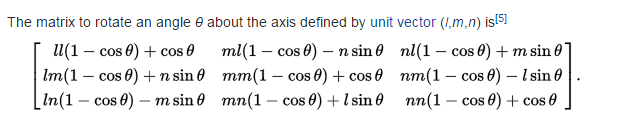 The matrix to rotate an angle θ about the axis defined by unit vector (l,m,n) is[5]
ll(1 − cos θ) + cos θ ml(1 − cos θ) − n sin θ nl(1 − cos θ) + m sin θ
lm(1 − cos θ) + n sin θ mm(1 − cos θ) + cos θ nm(1 − cos θ) − l sin θ
ln(1 − cos θ) − m sin θ mn(1 − cos θ) + l sin θ nn(1 − cos θ) + cos θ .